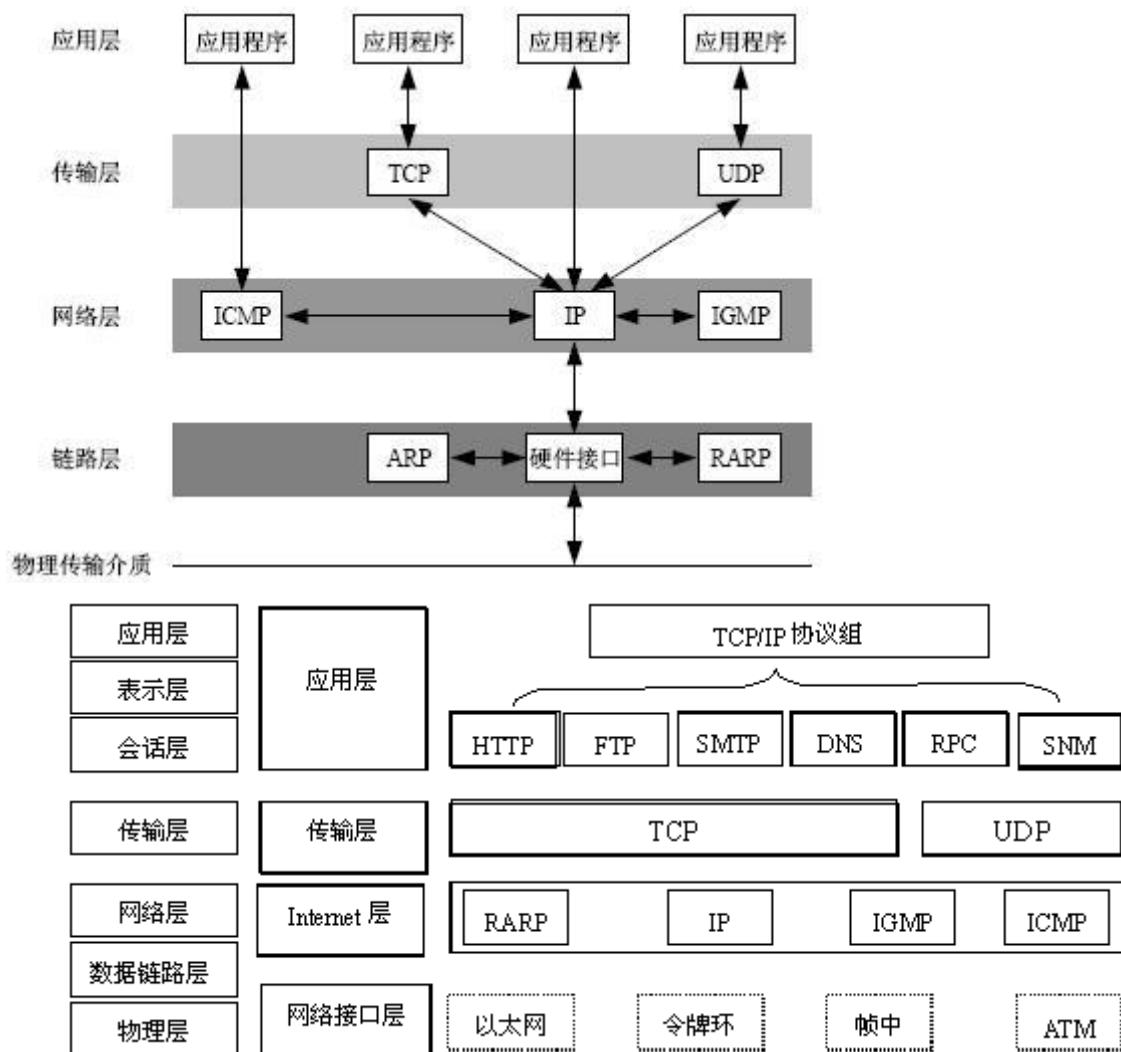 应用层 应用程序 应用程序 应用程序 应用程序
传输层 TCP UDP
网络层 ICMP IP IGMP
链路层 ARP 硬件接口 RARP
物理传输介质
应用层 应用层 TCP/IP 协议组
表示层
会话层 HTTP FTP SMTP DNS RPC SNM
传输层 传输层 TCP UDP
网络层 Internet 层 RARP IP IGMP ICMP
数据链路层
物理层 网络接口层 以太网 令牌环 帧中 ATM